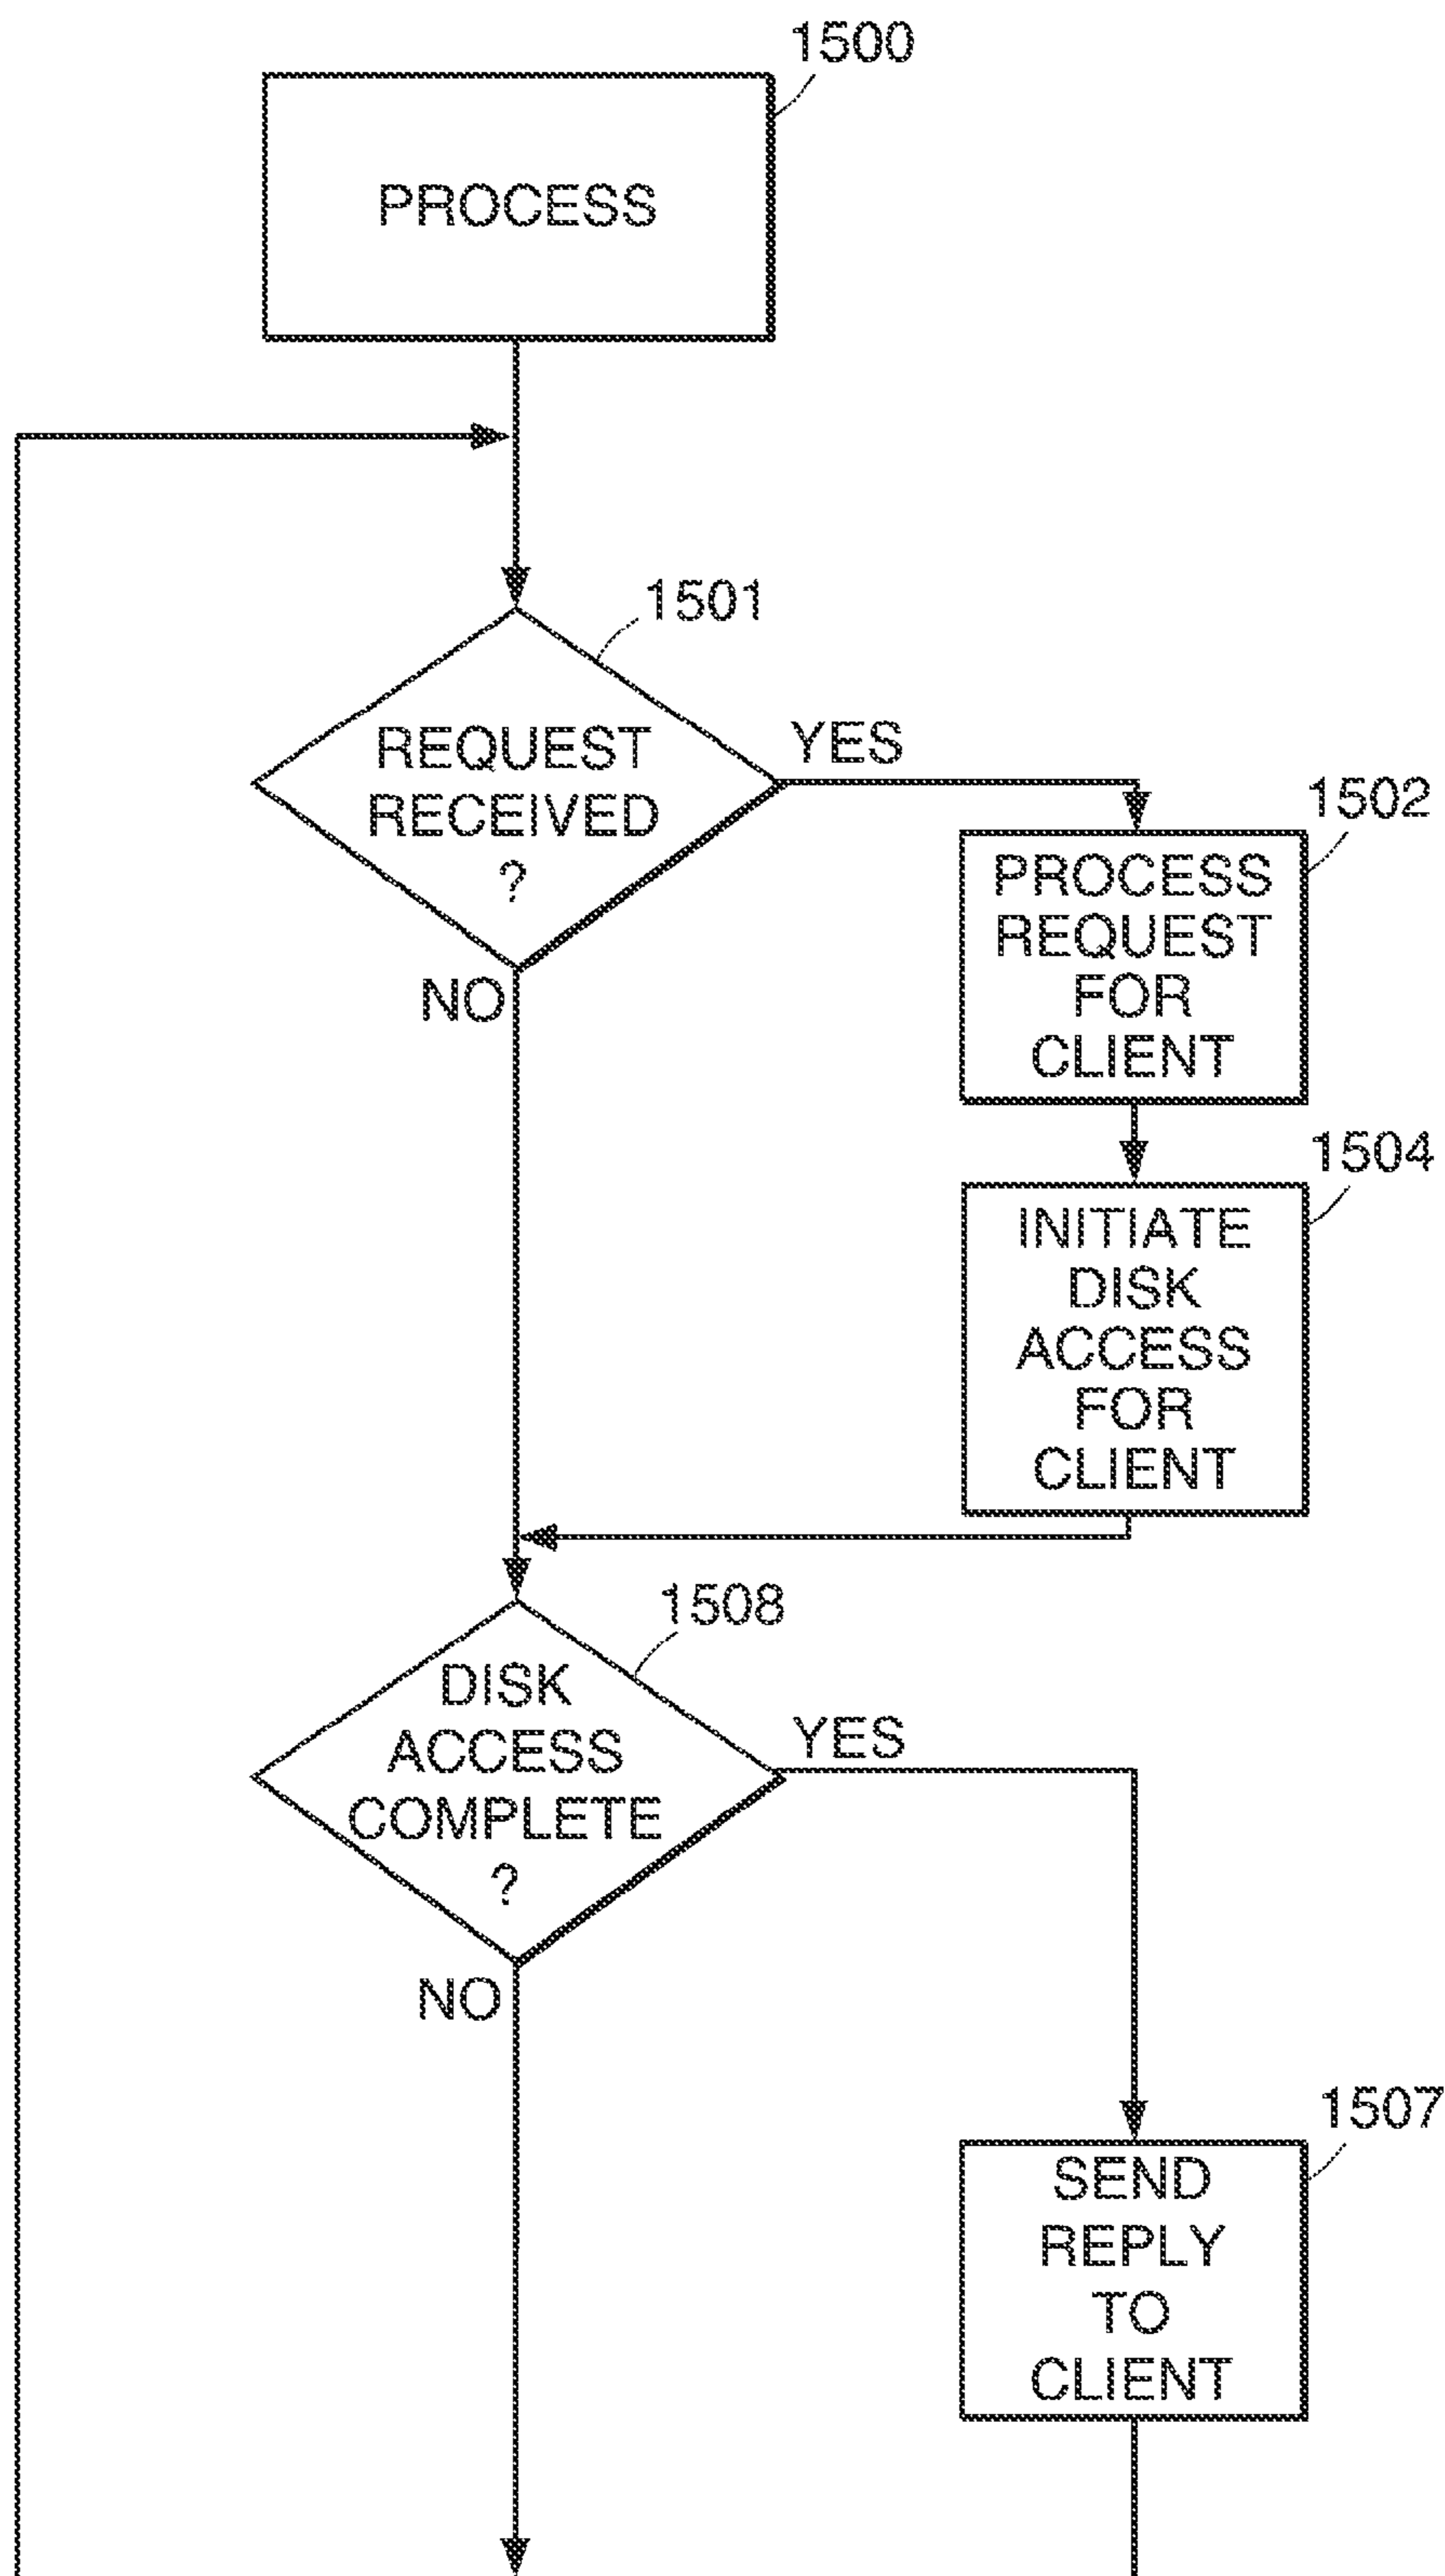 1500
PROCESS
1501
REQUEST
RECEIVED
?
YES
NO
1502
PROCESS
REQUEST
FOR
CLIENT
1504
INITIATE
DISK
ACCESS
FOR
CLIENT
1508
DISK
ACCESS
COMPLETE
?
YES
NO
1507
SEND
REPLY
TO
CLIENT